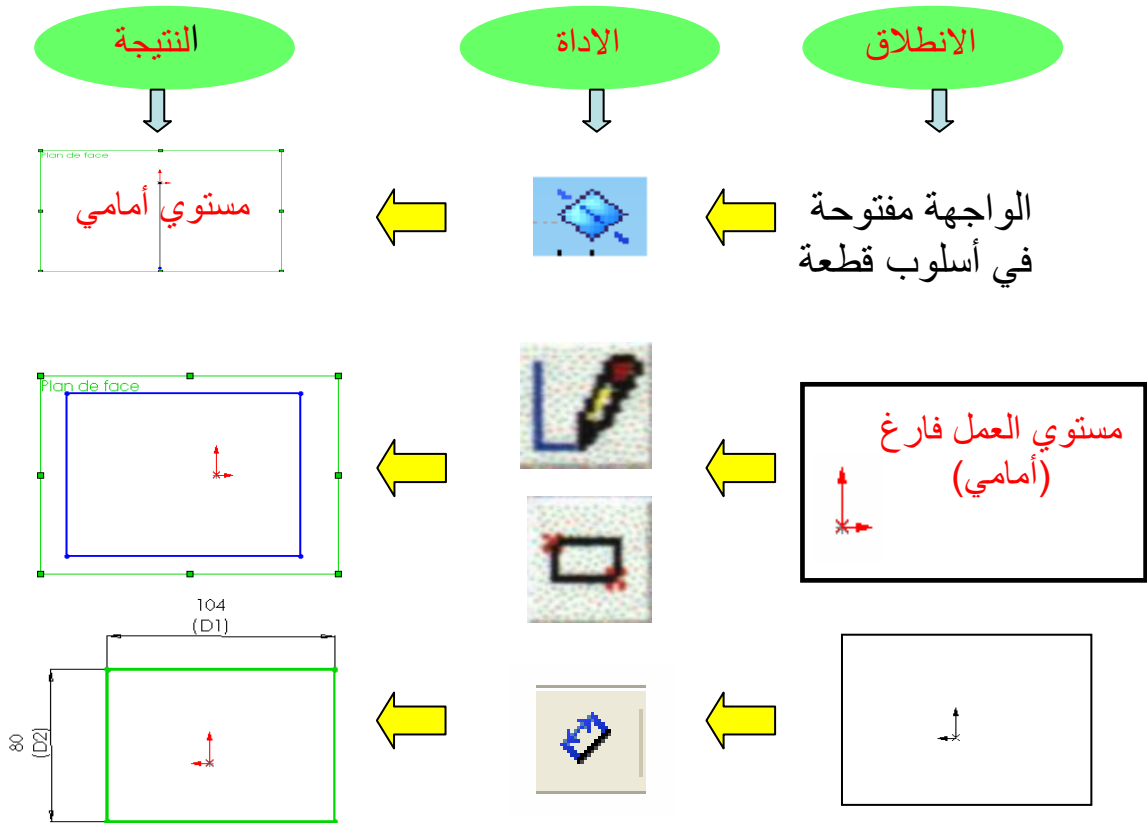 الانطلاق
الاداة
النتيجة
الواجهة مفتوحة
في أسلوب قطعة
Plan de face
مستوي أمامي
مستوي العمل فارغ
(أمامي)
Plan de face
104
(D1)
80
(D2)